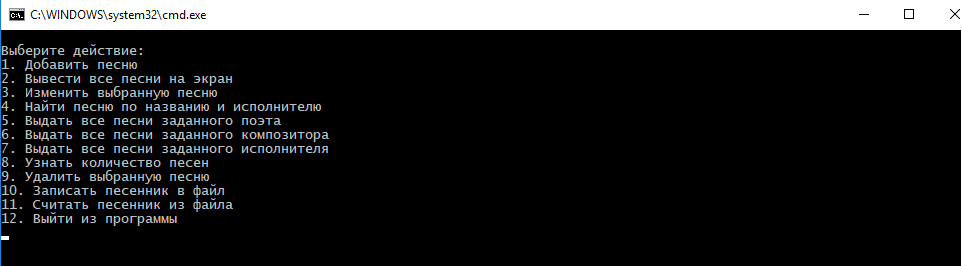 C:\WINDOWS\system32\cmd.exe
Выберите действие:
1. Добавить песню
2. Вывести все песни на экран
3. Изменить выбранную песню
4. Найти песню по названию и исполнителю
5. Выдать все песни заданного поэта
6. Выдать все песни заданного композитора
7. Выдать все песни заданного исполнителя
8. Узнать количество песен
9. Удалить выбранную песню
10. Записать песенник в файл
11. Считать песенник из файла
12. Выйти из программы